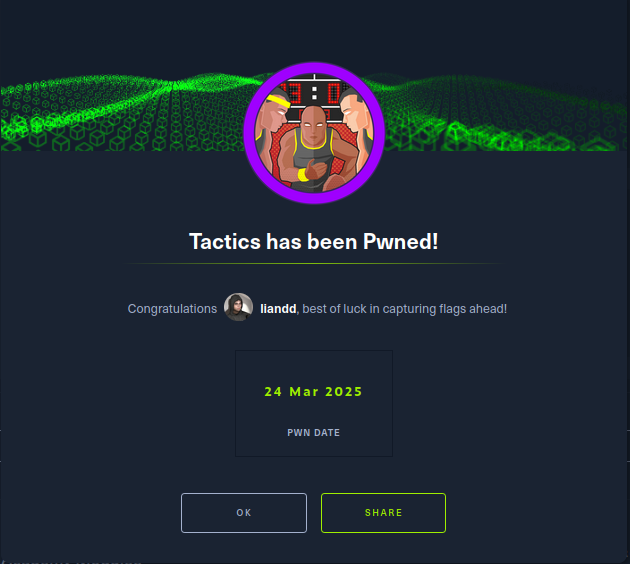 Tactics has been Pwned!
Congratulations liandd, best of luck in capturing flags ahead!
24 Mar 2025
PWN DATE
OK
SHARE